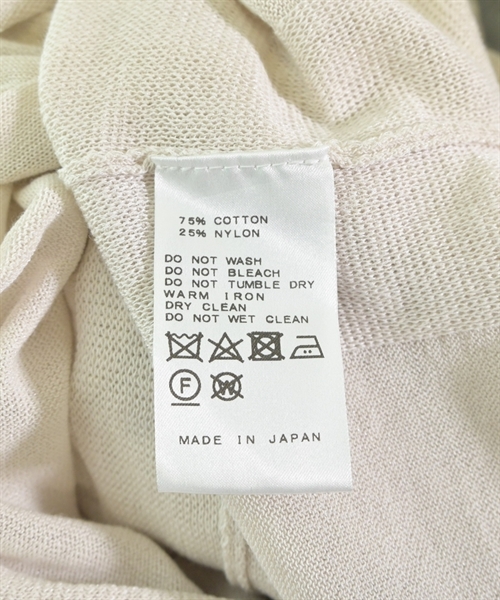 75% COTTON
25% NYLON
DO NOT WASH
DO NOT BLEACH
DO NOT TUMBLE DRY
WARM IRON
DRY CLEAN
DO NOT WET CLEAN
F W
MADE IN JAPAN